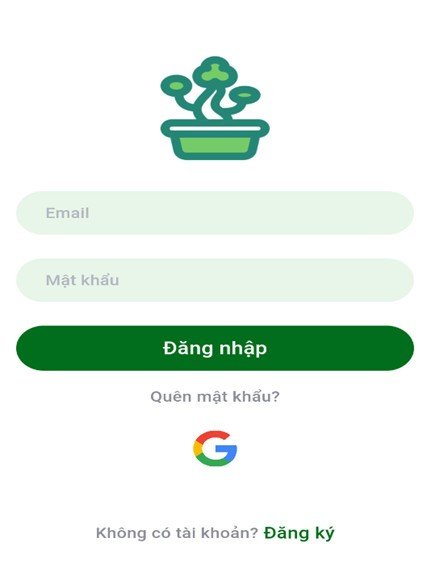 Email
Mật khẩu
Đăng nhập
Quên mật khẩu?
Không có tài khoản? Đăng ký